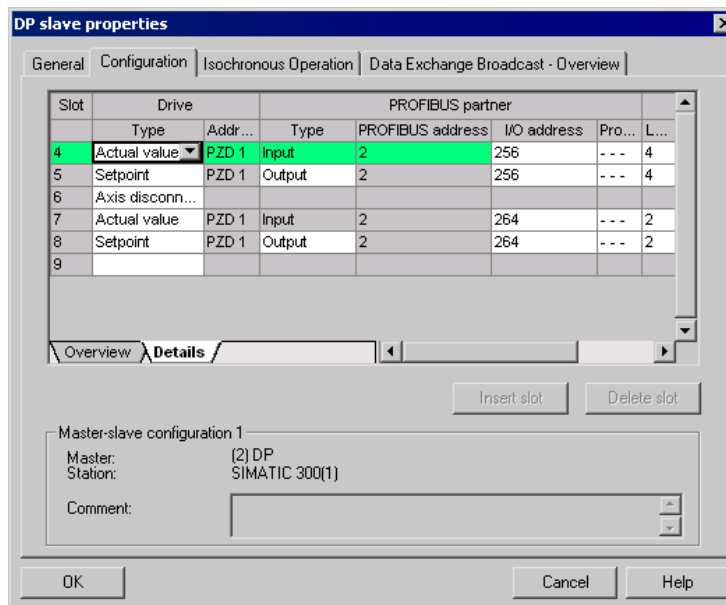 DP slave properties
General Configuration Isochronous Operation Data Exchange Broadcast - Overview
Slot Drive PROFIBUS partner
Type Addr... Type PROFIBUS address I/O address Pro... L...
4 Actual value PZD 1 Input 2 256 - - - 4
5 Setpoint PZD 1 Output 2 256 - - - 4
6 Axis disconn...
7 Actual value PZD 1 Input 2 264 - - - 2
8 Setpoint PZD 1 Output 2 264 - - - 2
9
Overview Details
Insert slot Delete slot
Master-slave configuration 1
Master: (2) DP
Station: SIMATIC 300(1)
Comment:
OK Cancel Help